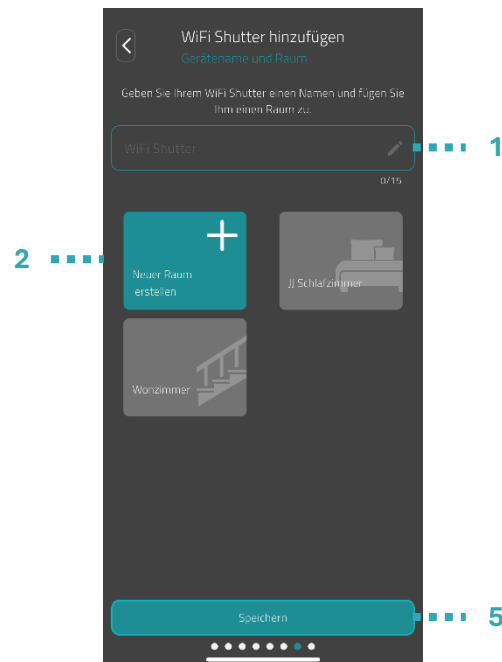 WiFi Shutter hinzufügen
Gerätename und Raum
Geben Sie Ihrem WiFi Shutter einen Namen und fügen Sie
Ihm einen Raum zu.
WiFi Shutter
1
0/15
2
Neuer Raum
erstellen
JJ Schlafzimmer
Wonzimmer
Speichern
5